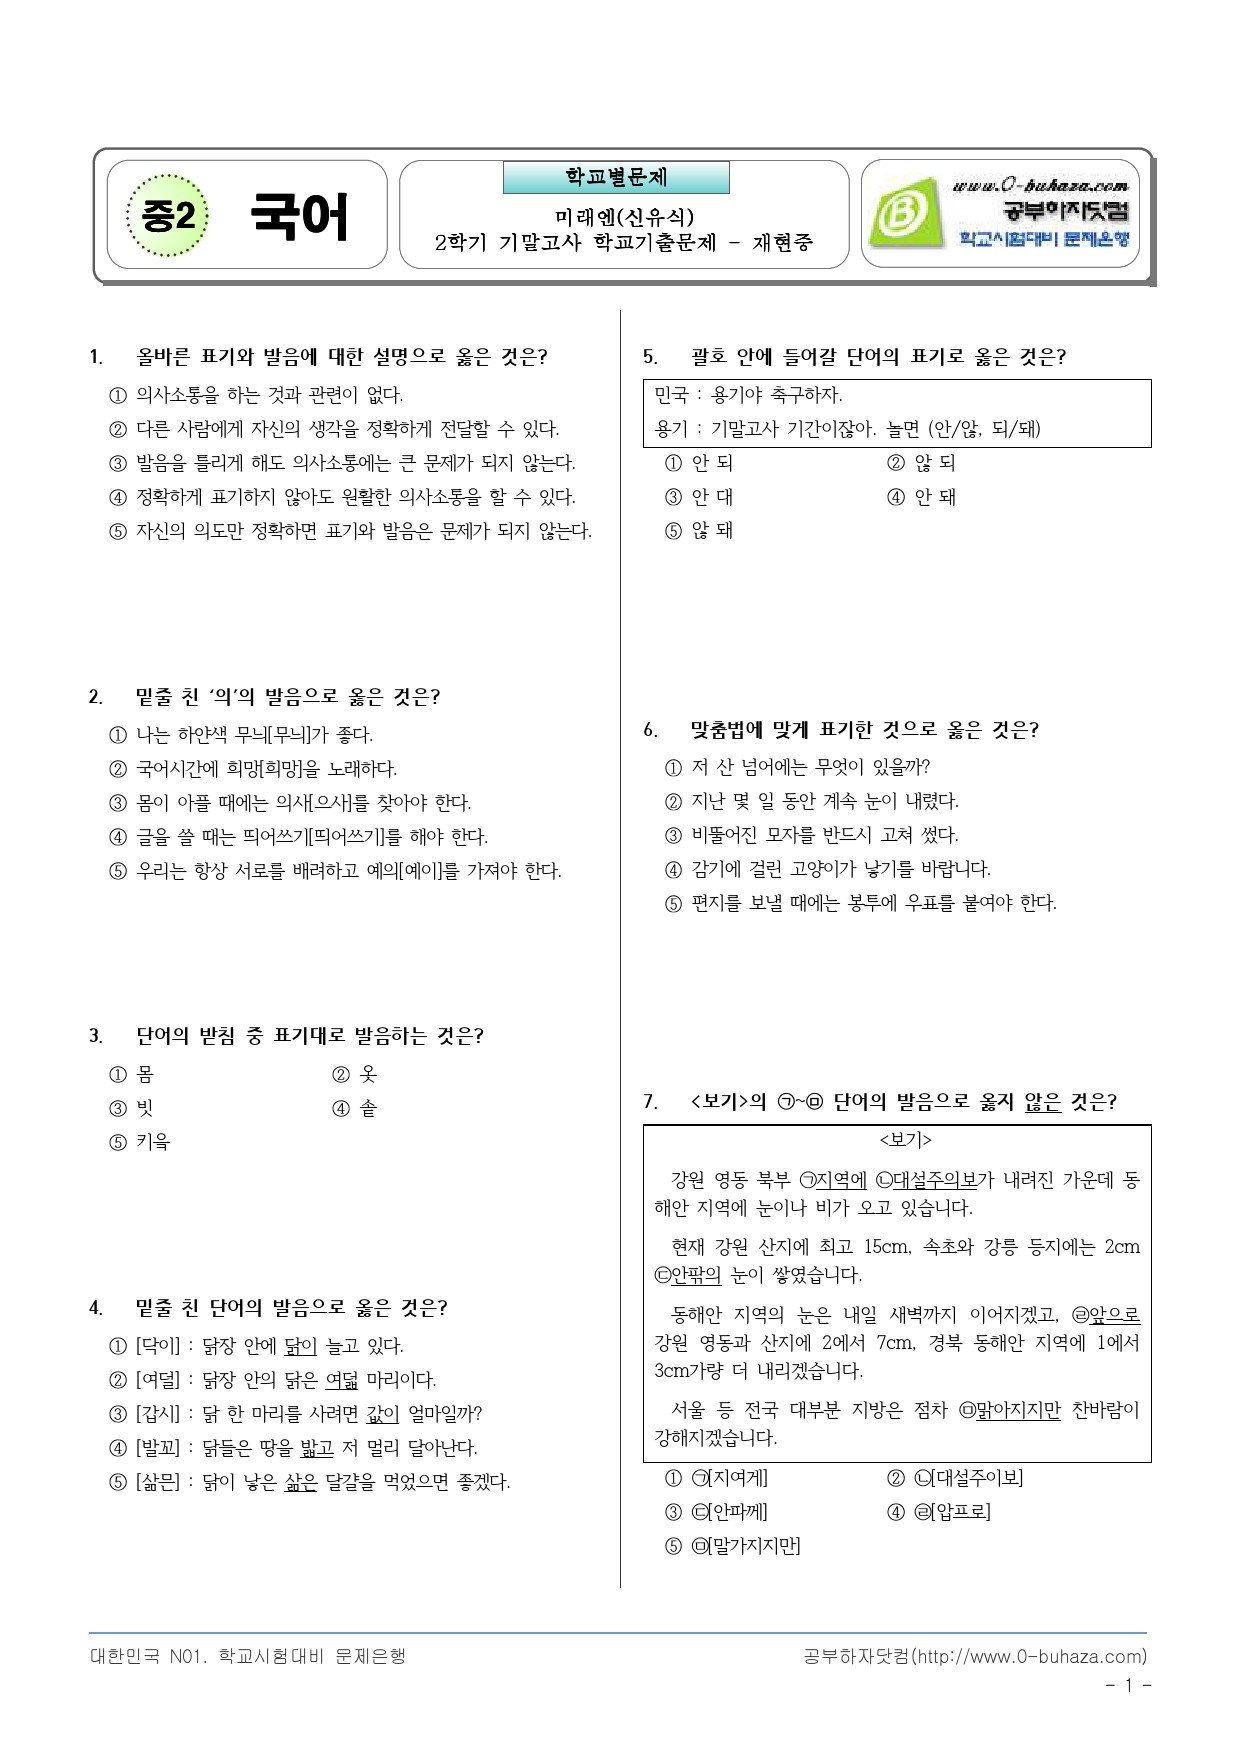 중2
국어
학교별문제
미래엔(신유식)
2학기 기말고사 학교기출문제 - 재현중
www.0-buhaza.com
공부하자닷컴
학교시험대비 문제은행
1. 올바른 표기와 발음에 대한 설명으로 옳은 것은?
① 의사소통을 하는 것과 관련이 없다.
② 다른 사람에게 자신의 생각을 정확하게 전달할 수 있다.
③ 발음을 틀리게 해도 의사소통에는 큰 문제가 되지 않는다.
④ 정확하게 표기하지 않아도 원활한 의사소통을 할 수 있다.
⑤ 자신의 의도만 정확하면 표기와 발음은 문제가 되지 않는다.
2. 밑줄 친 ‘의’의 발음으로 옳은 것은?
① 나는 하얀색 무늬[무늬]가 좋다.
② 국어시간에 희망[희망]을 노래하다.
③ 몸이 아플 때에는 의사[으사]를 찾아야 한다.
④ 글을 쓸 때는 띄어쓰기[띄어쓰기]를 해야 한다.
⑤ 우리는 항상 서로를 배려하고 예의[예이]를 가져야 한다.
3. 단어의 받침 중 표기대로 발음하는 것은?
① 몸 ② 옷
③ 빗 ④ 솥
⑤ 키읔
4. 밑줄 친 단어의 발음으로 옳은 것은?
① [닥이] : 닭장 안에 닭이 늘고 있다.
② [여덜] : 닭장 안의 닭은 여덟 마리이다.
③ [갑시] : 닭 한 마리를 사려면 값이 얼마일까?
④ [발꼬] : 닭들은 땅을 밟고 저 멀리 달아난다.
⑤ [삶믄] : 닭이 낳은 삶은 달걀을 먹었으면 좋겠다.
5. 괄호 안에 들어갈 단어의 표기로 옳은 것은?
민국 : 용기야 축구하자.
용기 : 기말고사 기간이잖아. 놀면 (안/않, 되/돼)
① 안 되 ② 않 되
③ 안 대 ④ 안 돼
⑤ 않 돼
6. 맞춤법에 맞게 표기한 것으로 옳은 것은?
① 저 산 넘어에는 무엇이 있을까?
② 지난 몇 일 동안 계속 눈이 내렸다.
③ 비뚤어진 모자를 반드시 고쳐 썼다.
④ 감기에 걸린 고양이가 낳기를 바랍니다.
⑤ 편지를 보낼 때에는 봉투에 우표를 붙여야 한다.
7. <보기>의 ㉠~㉤ 단어의 발음으로 옳지 않은 것은?
<보기>
강원 영동 북부 ㉠지역에 ㉡대설주의보가 내려진 가운데 동
해안 지역에 눈이나 비가 오고 있습니다.
현재 강원 산지에 최고 15cm, 속초와 강릉 등지에는 2cm
㉢안팎의 눈이 쌓였습니다.
동해안 지역의 눈은 내일 새벽까지 이어지겠고, ㉣앞으로
강원 영동과 산지에 2에서 7cm, 경북 동해안 지역에 1에서
3cm가량 더 내리겠습니다.
서울 등 전국 대부분 지방은 점차 ㉤맑아지지만 찬바람이
강해지겠습니다.
① ㉠[지여게] ② ㉡[대설주이보]
③ ㉢[안파께] ④ ㉣[압프로]
⑤ ㉤[말가지지만]
대한민국 N01. 학교시험대비 문제은행
공부하자닷컴(http://www.0-buhaza.com)
- 1 -